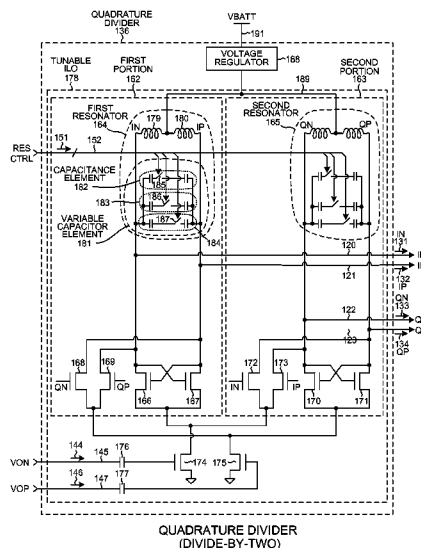 QUADRATURE
DIVIDER
136
VBATT
191
TUNABLE
ILO
178
FIRST PORTION
162
VOLTAGE
REGULATOR
168
189
SECOND PORTION
163
FIRST
RESONATOR
164
IN
179
180
IP
SECOND
RESONATOR
165
QN
QP
RES
CTRL
151
152
CAPACITANCE
ELEMENT
182
185
183
186
187
184
VARIABLE
CAPACITOR
ELEMENT
181
120
IN
131
121
132
IP
122
QN
133
123
134
QP
168
169
QN
QP
166
167
172
173
IN
IP
170
171
VON
144
145
176
174
175
VOP
146
147
177
QUADRATURE DIVIDER
(DIVIDE-BY-TWO)